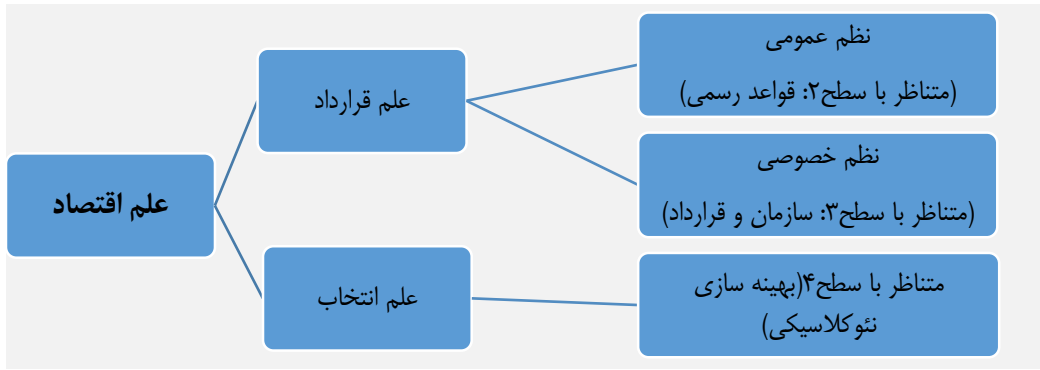 علم اقتصاد
علم قرارداد
نظم عمومی
(متناظر با سطح۲: قواعد رسمی)
نظم خصوصی
(متناظر با سطح۳: سازمان و قرارداد)
علم انتخاب
متناظر با سطح۴(بهینه سازی
نئوکلاسیکی)